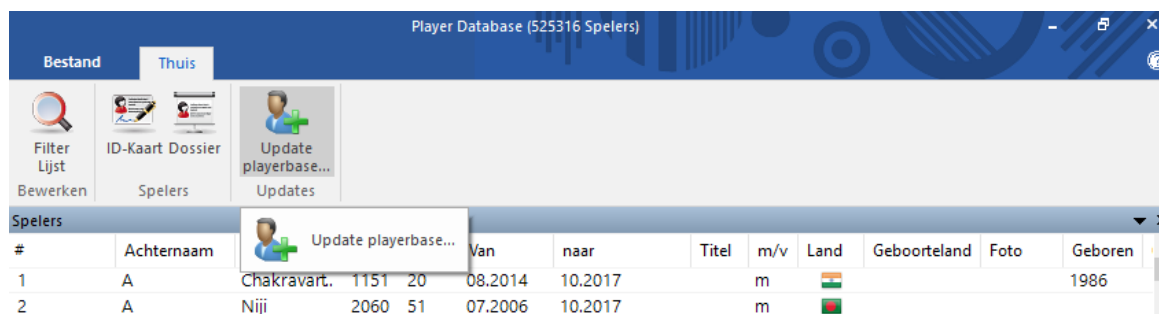 Player Database (525316 Spelers)
Bestand Thuis
Filter Lijst
ID-Kaart Dossier
Update playerbase...
Bewerken Spelers Updates
Spelers
Update playerbase...
# Achternaam Van naar Titel m/v Land Geboorteland Foto Geboren
1 A Chakravart.. 1151 20 08.2014 10.2017 m 1986
2 A Niji 2060 51 07.2006 10.2017 m